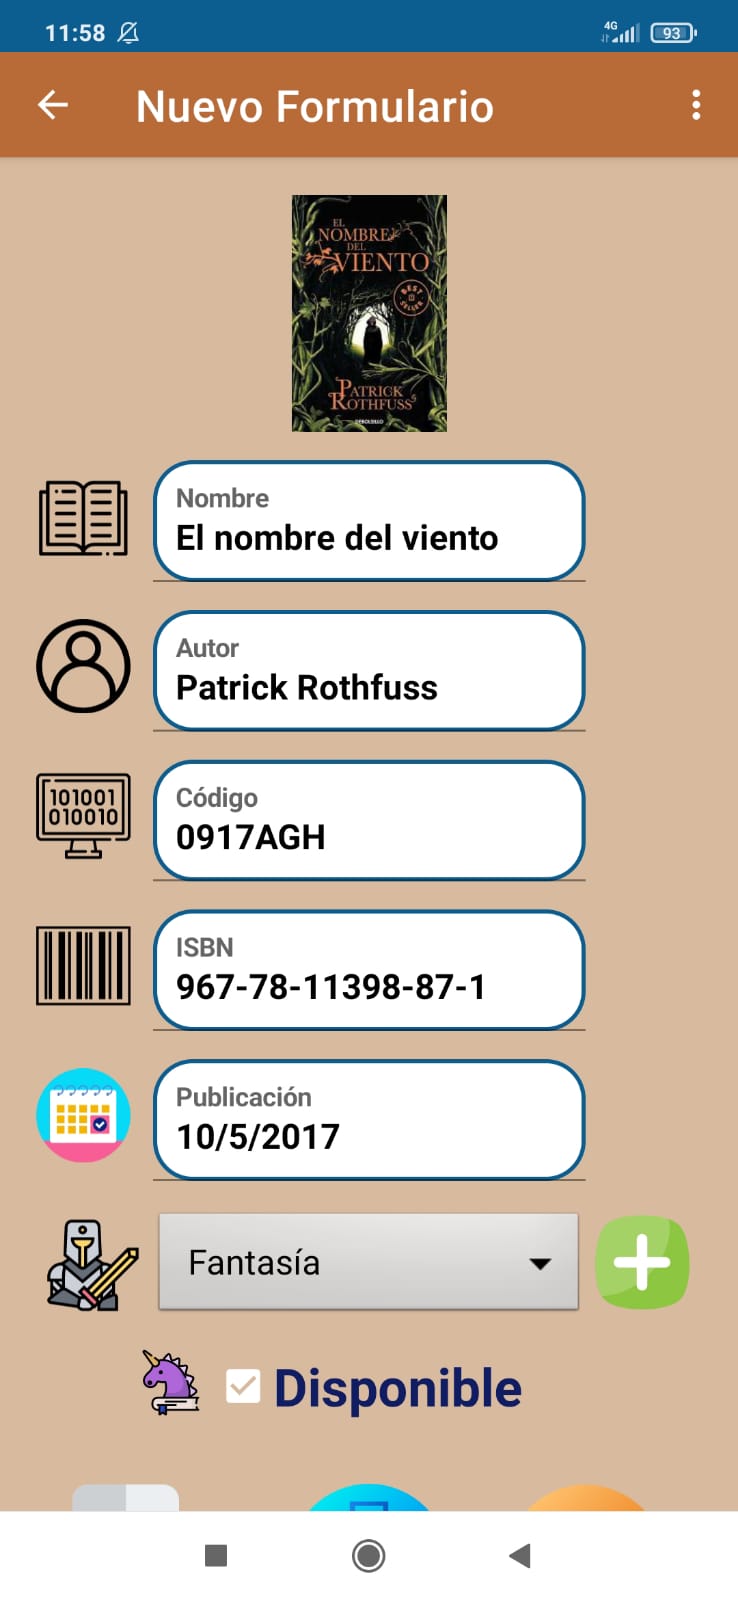 11:58
4G
93
Nuevo Formulario
EL
NOMBRE
DEL
VIENTO
BEST
SELLER
PATRICK
ROTHFUSS
DEBOLSILLO
Nombre
El nombre del viento
Autor
Patrick Rothfuss
101001
010010
Código
0917AGH
ISBN
967-78-11398-87-1
Publicación
10/5/2017
Fantasía
Disponible